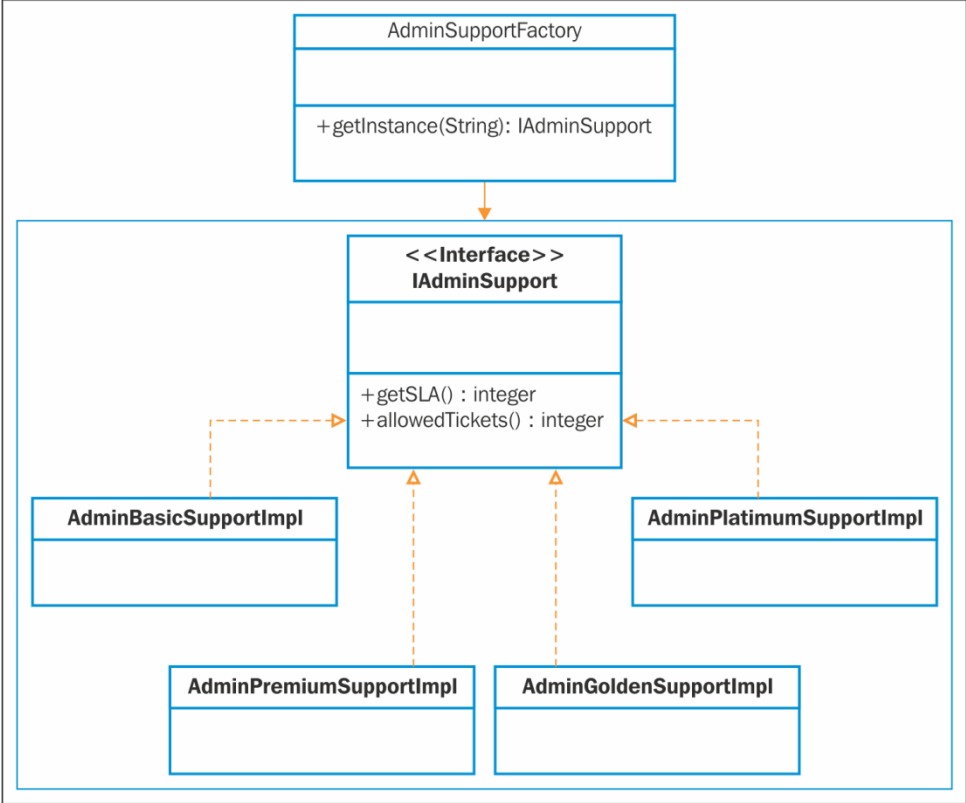 AdminSupportFactory
+getInstance(String): IAdminSupport
<<Interface>>
IAdminSupport
+getSLA() : integer
+allowedTickets() : integer
AdminBasicSupportImpl
AdminPlatimumSupportImpl
AdminPremiumSupportImpl
AdminGoldenSupportImpl